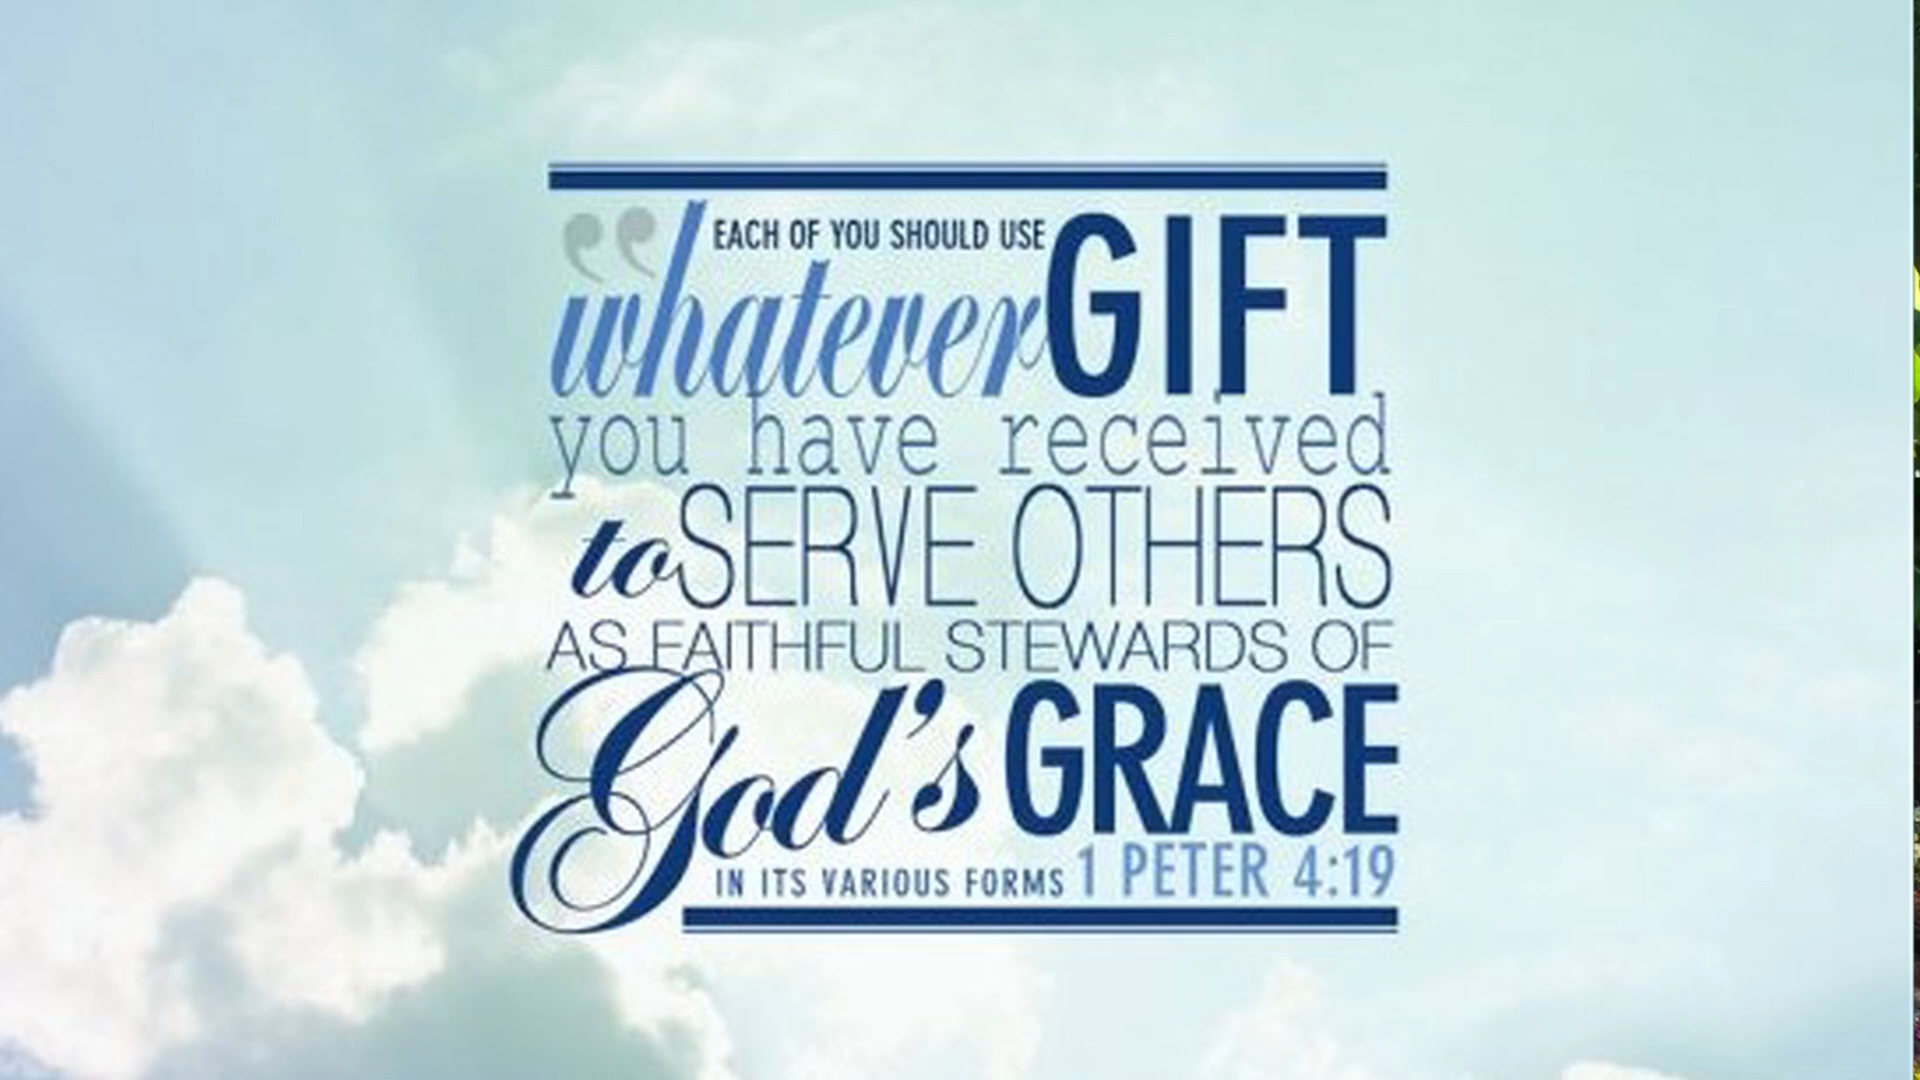 “ EACH OF YOU SHOULD USE
whatever GIFT
you have received
to SERVE OTHERS
AS FAITHFUL STEWARDS OF
God's GRACE
IN ITS VARIOUS FORMS 1 PETER 4:19